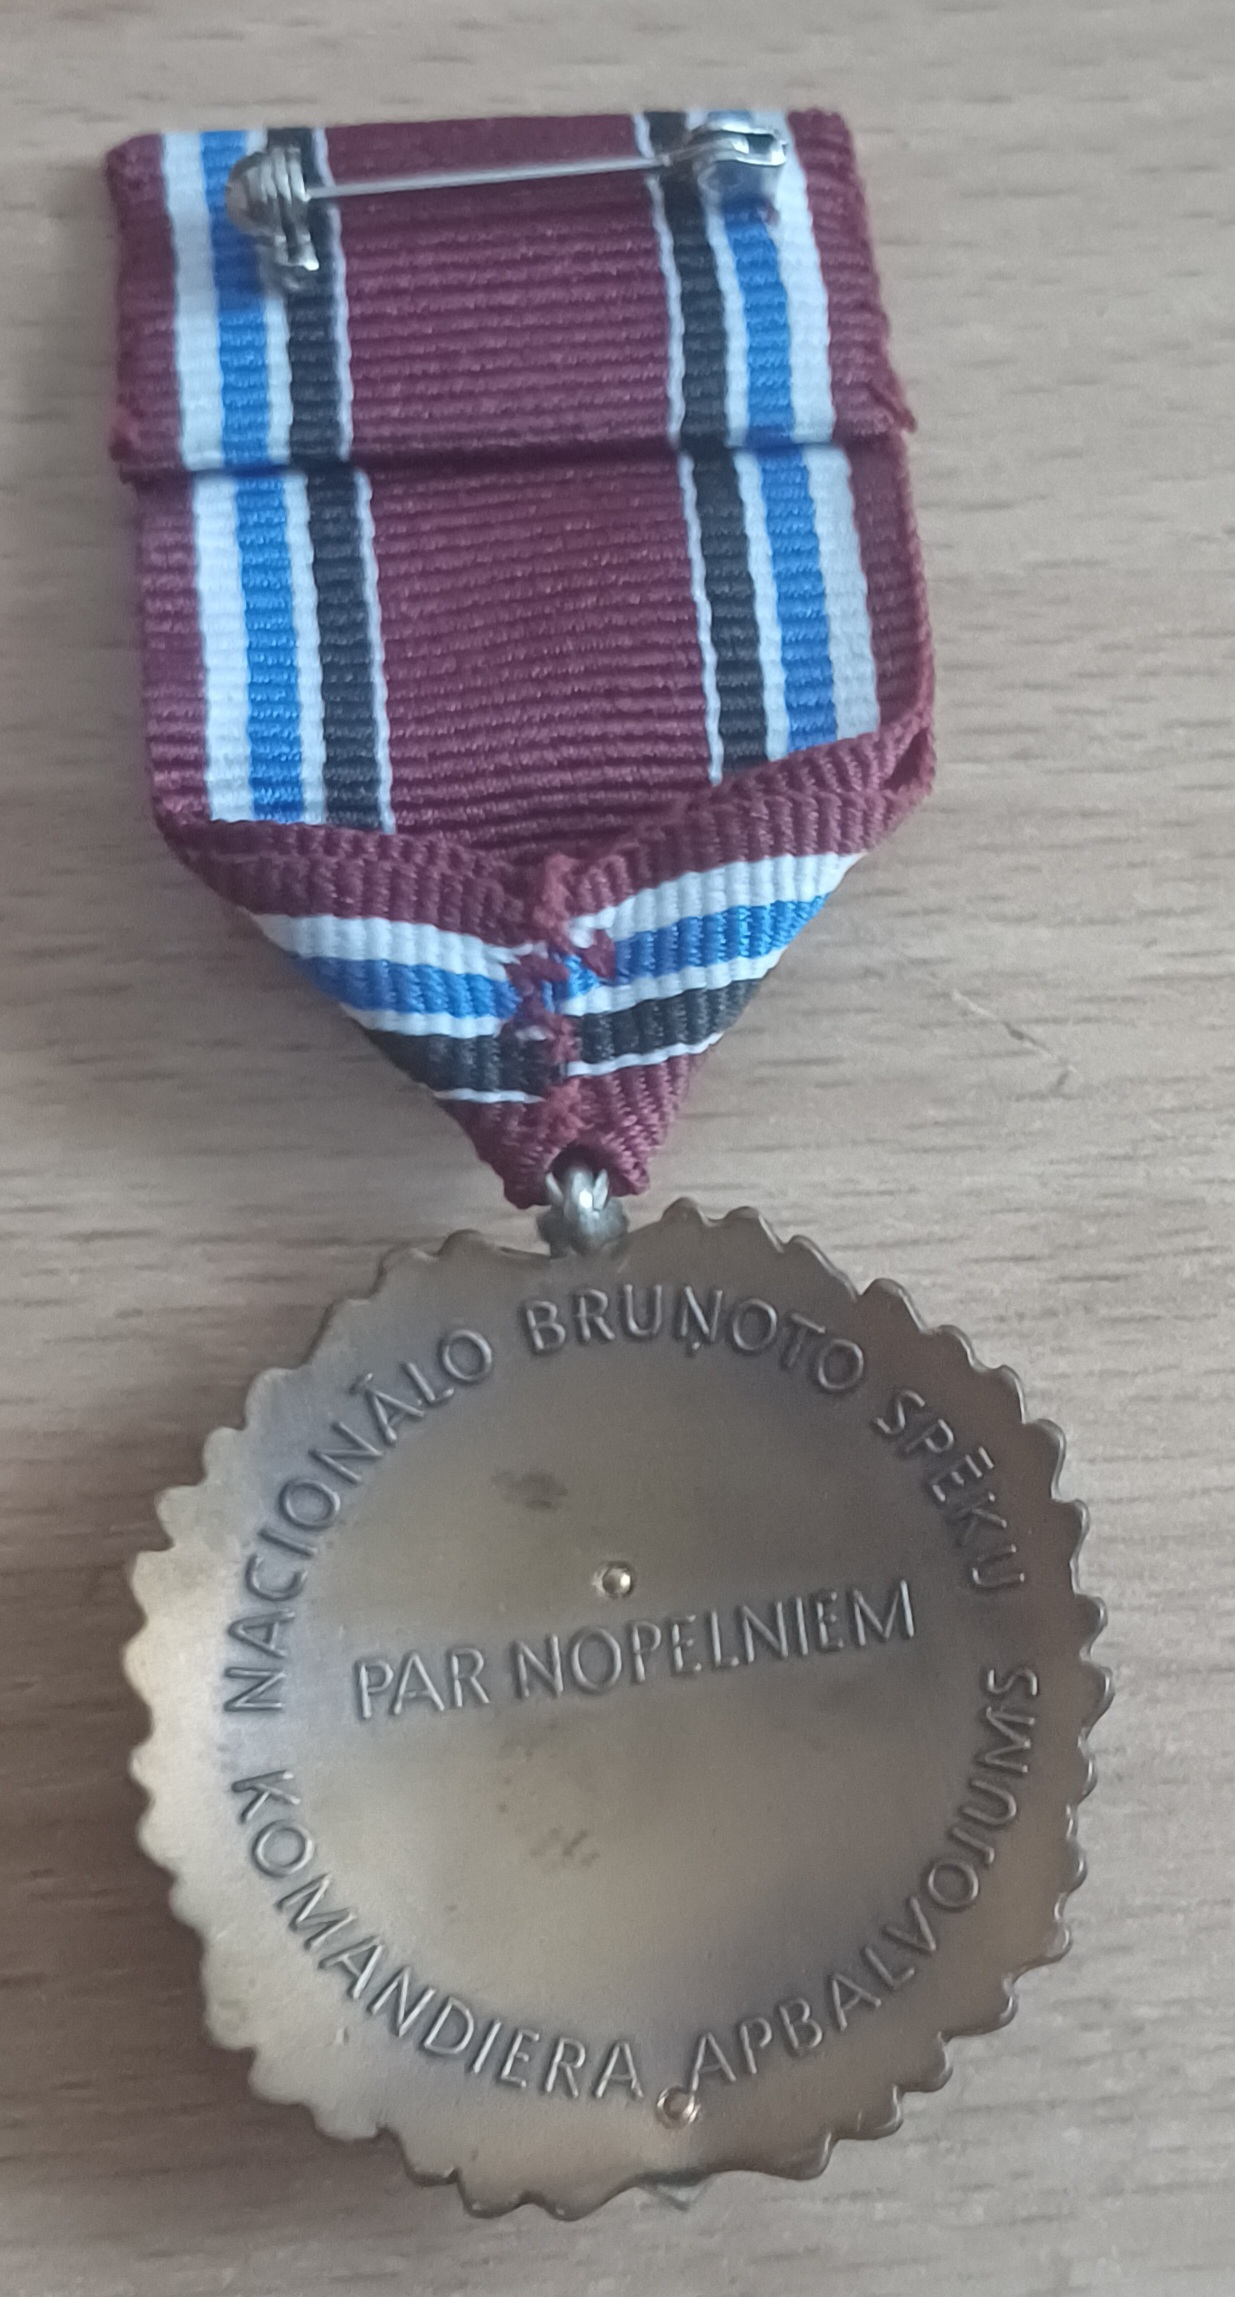 NACIONĀLO BRUŅOTO SPĒKU
PAR NOPELNIEM
KOMANDIERA APBALVOJUMS